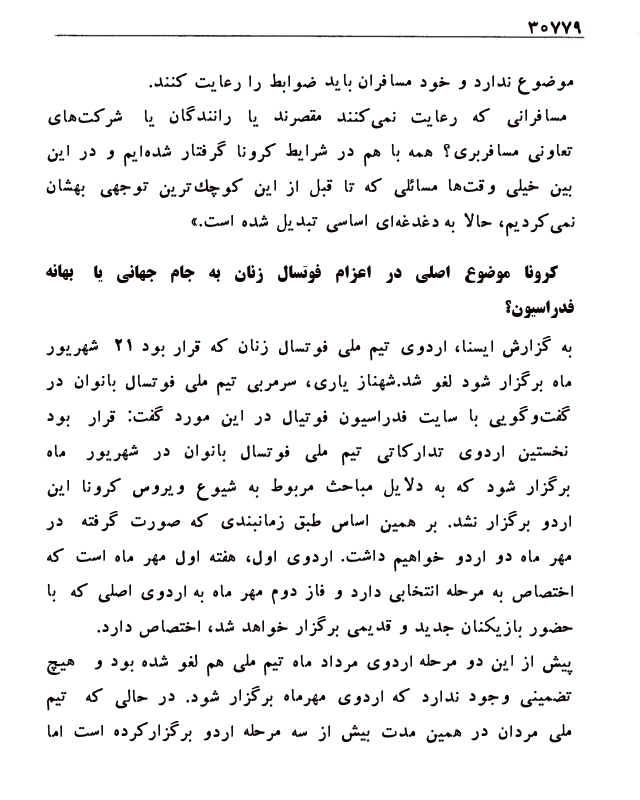 ۳۰۷۷۹
موضوع ندارد و خود مسافران باید ضوابط را رعایت کنند.
مسافرانی که رعایت نمی‌کنند مقصرند یا رانندگان یا شرکت‌های
تعاونی مسافربری؟ همه با هم در شرایط کرونا گرفتار شده‌ایم و در این
بین خیلی وقت‌ها مسائلی که تا قبل از این کوچك‌ترین توجهی بهشان
نمی‌کردیم، حالا به دغدغه‌ای اساسی تبدیل شده است.»
کرونا موضوع اصلی در اعزام فوتسال زنان به جام جهانی یا بهانه
فدراسیون؟
به گزارش ایسنا، اردوی تیم ملی فوتسال زنان که قرار بود ۲۱ شهریور
ماه برگزار شود لغو شد.شهناز یاری، سرمربی تیم ملی فوتسال بانوان در
گفت‌وگویی با سایت فدراسیون فوتبال در این مورد گفت: قرار بود
نخستین اردوی تدارکاتی تیم ملی فوتسال بانوان در شهریور ماه
برگزار شود که به دلایل مباحث مربوط به شیوع ویروس کرونا این
اردو برگزار نشد. بر همین اساس طبق زمانبندی که صورت گرفته در
مهر ماه دو اردو خواهیم داشت. اردوی اول، هفته اول مهر ماه است که
اختصاص به مرحله انتخابی دارد و فاز دوم مهر ماه به اردوی اصلی که با
حضور بازیکنان جدید و قدیمی برگزار خواهد شد، اختصاص دارد.
پیش از این دو مرحله اردوی مرداد ماه تیم ملی هم لغو شده بود و هیچ
تضمینی وجود ندارد که اردوی مهرماه برگزار شود. در حالی که تیم
ملی مردان در همین مدت بیش از سه مرحله اردو برگزارکرده است اما